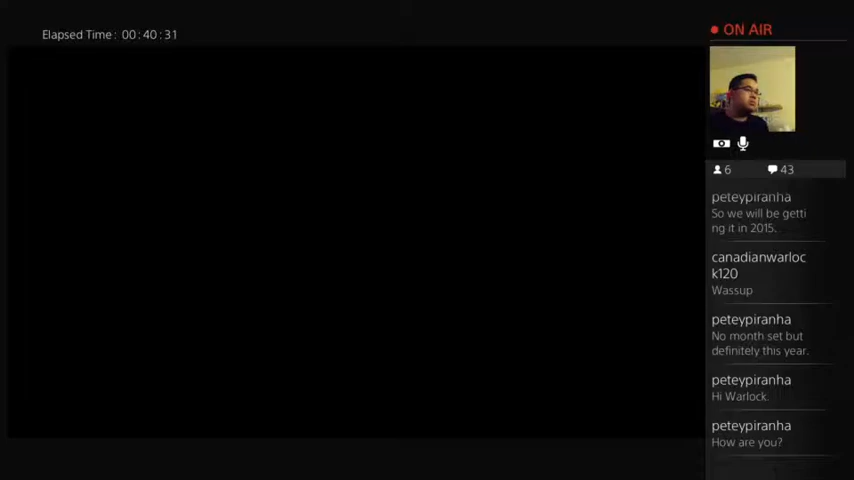 Elapsed Time: 00:40:31
ON AIR
6 43
peteypiranha
So we will be getti
ng it in 2015.
canadianwarloc
k120
Wassup
peteypiranha
No month set but
definitely this year.
peteypiranha
Hi Warlock.
peteypiranha
How are you?